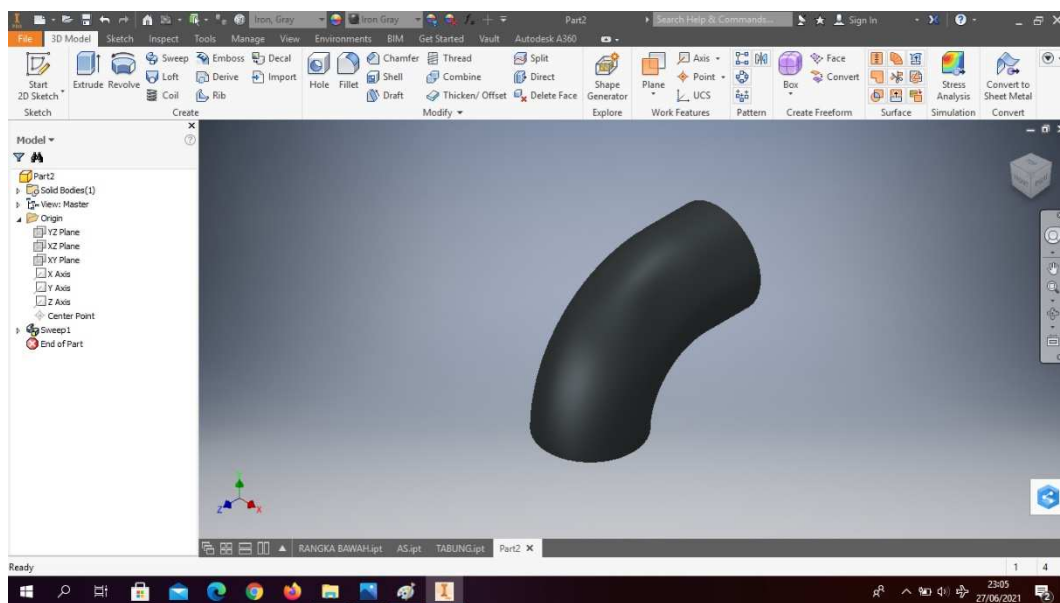 Iron, Gray Iron Gray Part2 Search Help & Commands... Sign In
File 3D Model Sketch Inspect Tools Manage View Environments BIM Get Started Vault Autodesk A360
Start 2D Sketch
Extrude Revolve
Sweep Emboss Decal
Loft Derive Import
Coil Rib
Hole Fillet
Chamfer Thread Split
Shell Combine Direct
Draft Thicken/ Offset Delete Face
Shape Generator
Plane
Axis
Point
UCS
Box
Face
Convert
Stress Analysis
Convert to Sheet Metal
Sketch Create Modify Explore Work Features Pattern Create Freeform Surface Simulation Convert
Model
Part2
Solid Bodies(1)
View: Master
Origin
YZ Plane
XZ Plane
XY Plane
X Axis
Y Axis
Z Axis
Center Point
Sweep1
End of Part
Z X
RANGKA BAWAH.ipt AS.ipt TABUNG.ipt Part2
Ready 1 4
23:05
27/06/2021